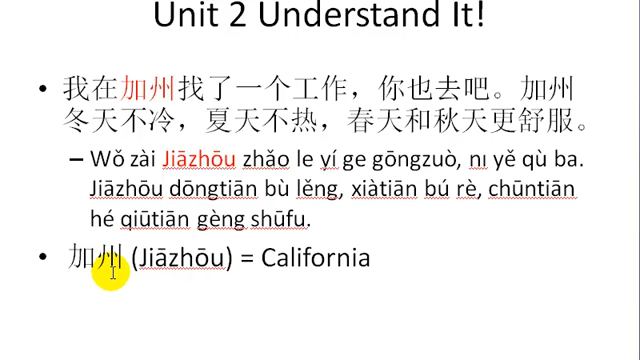 Unit 2 Understand It!
• 我在加州找了一个工作，你也去吧。加州
冬天不冷，夏天不热，春天和秋天更舒服。
– Wǒ zài Jiāzhōu zhǎo le yí ge gōngzuò, nı yě qù ba.
Jiāzhōu dōngtiān bù lěng, xiàtiān bú rè, chūntiān
hé qiūtiān gèng shūfu.
• 加州 (Jiāzhōu) = California